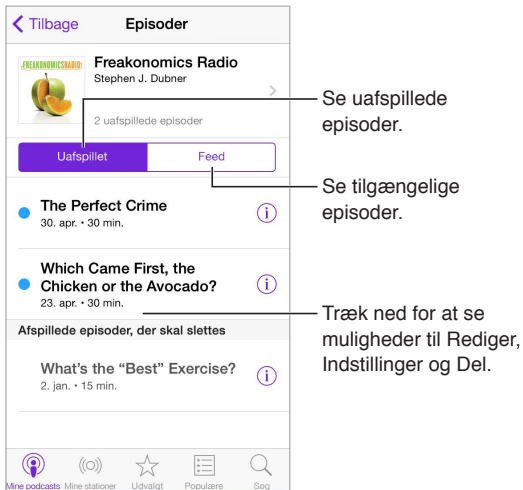 Tilbage Episoder
FREAKONOMICSRADIO
Freakonomics Radio
Stephen J. Dubner
2 uafspillede episoder
Se uafspillede
episoder.
Uafspillet Feed
Se tilgængelige
episoder.
The Perfect Crime
30. apr. • 30 min.
Which Came First, the
Chicken or the Avocado?
23. apr. • 30 min.
Træk ned for at se
muligheder til Rediger,
Indstillinger og Del.
Afspillede episoder, der skal slettes
What's the “Best” Exercise?
2. jan. • 15 min.
Mine podcasts Mine stationer Udvalgt Populære Søg